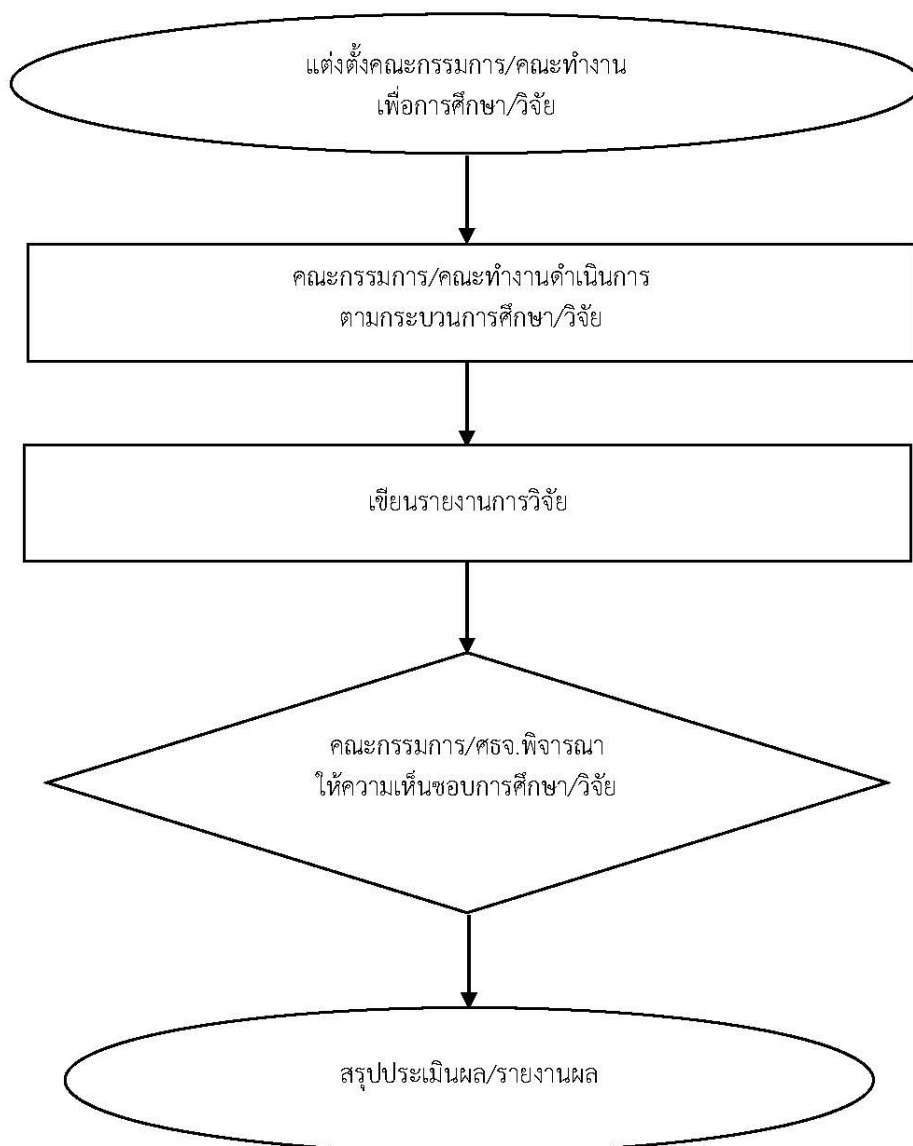 แต่งตั้งคณะกรรมการ/คณะทำงาน
เพื่อการศึกษา/วิจัย
คณะกรรมการ/คณะทำงานดำเนินการ
ตามกระบวนการศึกษา/วิจัย
เขียนรายงานการวิจัย
คณะกรรมการ/ศธจ.พิจารณา
ให้ความเห็นชอบการศึกษา/วิจัย
สรุปประเมินผล/รายงานผล